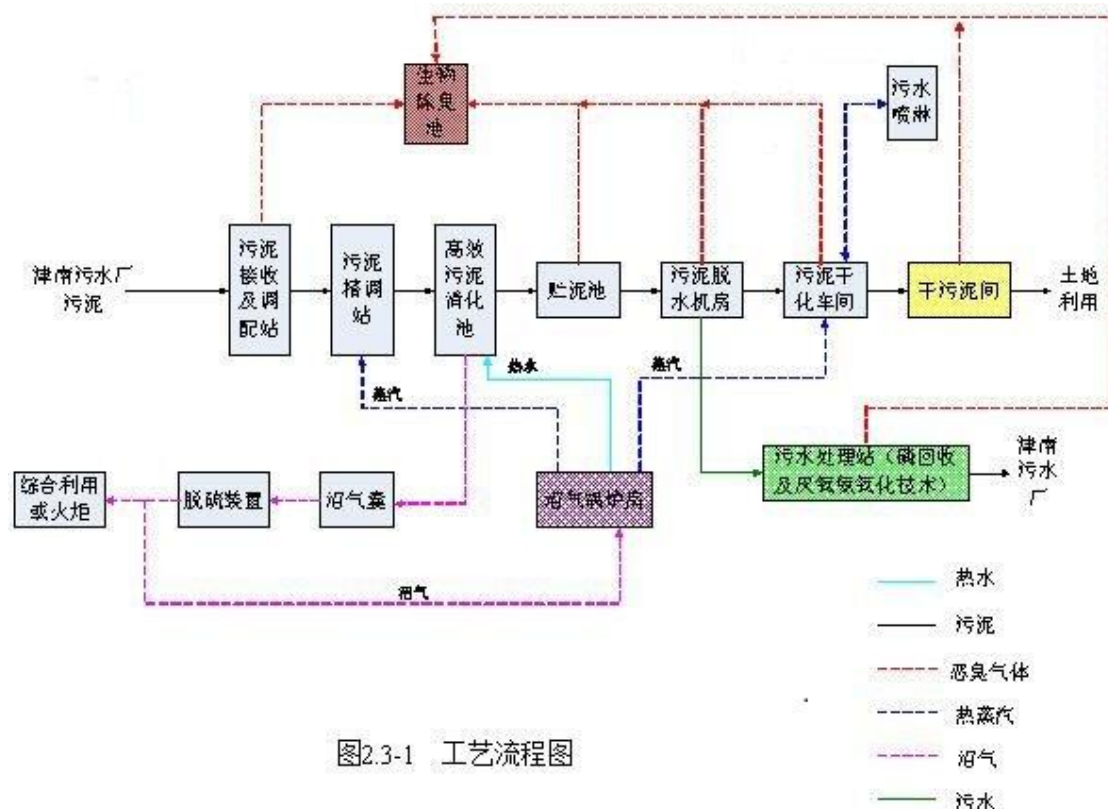 生物
除臭
池
污水
喷淋
津南污水厂
污泥
污泥
接收
及调
配站
污泥
精调
站
高效
污泥
消化
池
贮泥池
污泥脱
水机房
污泥干
化车间
干污泥间
土地
利用
热水
蒸汽
蒸汽
综合利用
或火炬
脱硫装置
沼气囊
沼气锅炉房
污水处理站（磷回收
及厌氧氨氧化技术）
津南
污水
厂
沼气
热水
污泥
恶臭气体
热蒸汽
沼气
污水
图2.3-1 工艺流程图